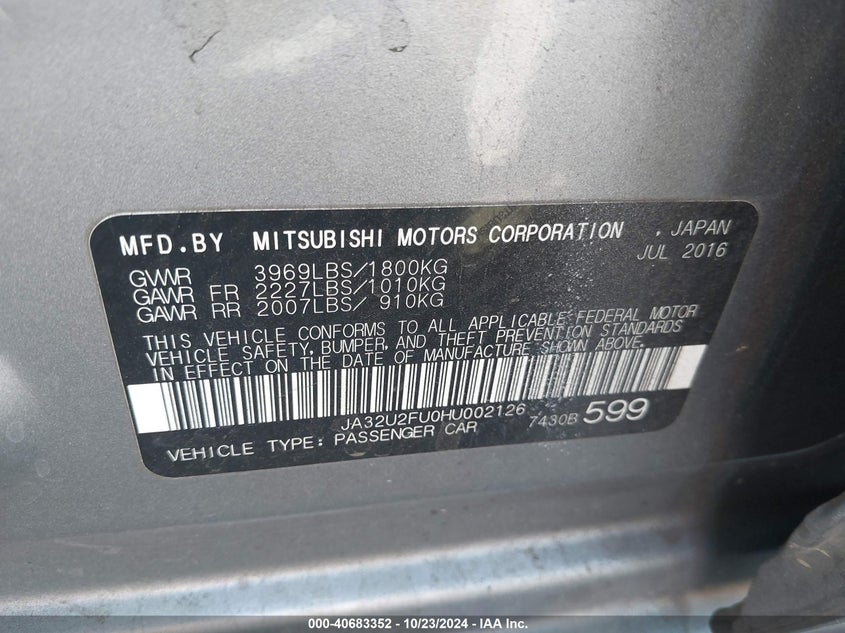 MFD.BY MITSUBISHI MOTORS CORPORATION , JAPAN
JUL 2016
GVWR 3969LBS/1800KG
GAWR FR 2227LBS/1010KG
GAWR RR 2007LBS/ 910KG
THIS VEHICLE CONFORMS TO ALL APPLICABLE FEDERAL MOTOR
VEHICLE SAFETY, BUMPER, AND THEFT PREVENTION STANDARDS
IN EFFECT ON THE DATE OF MANUFACTURE SHOWN ABOVE.
JA32U2FU0HU002126
7430B 599
VEHICLE TYPE: PASSENGER CAR
000-40683352 | 10/23/2024 - IAA Inc.